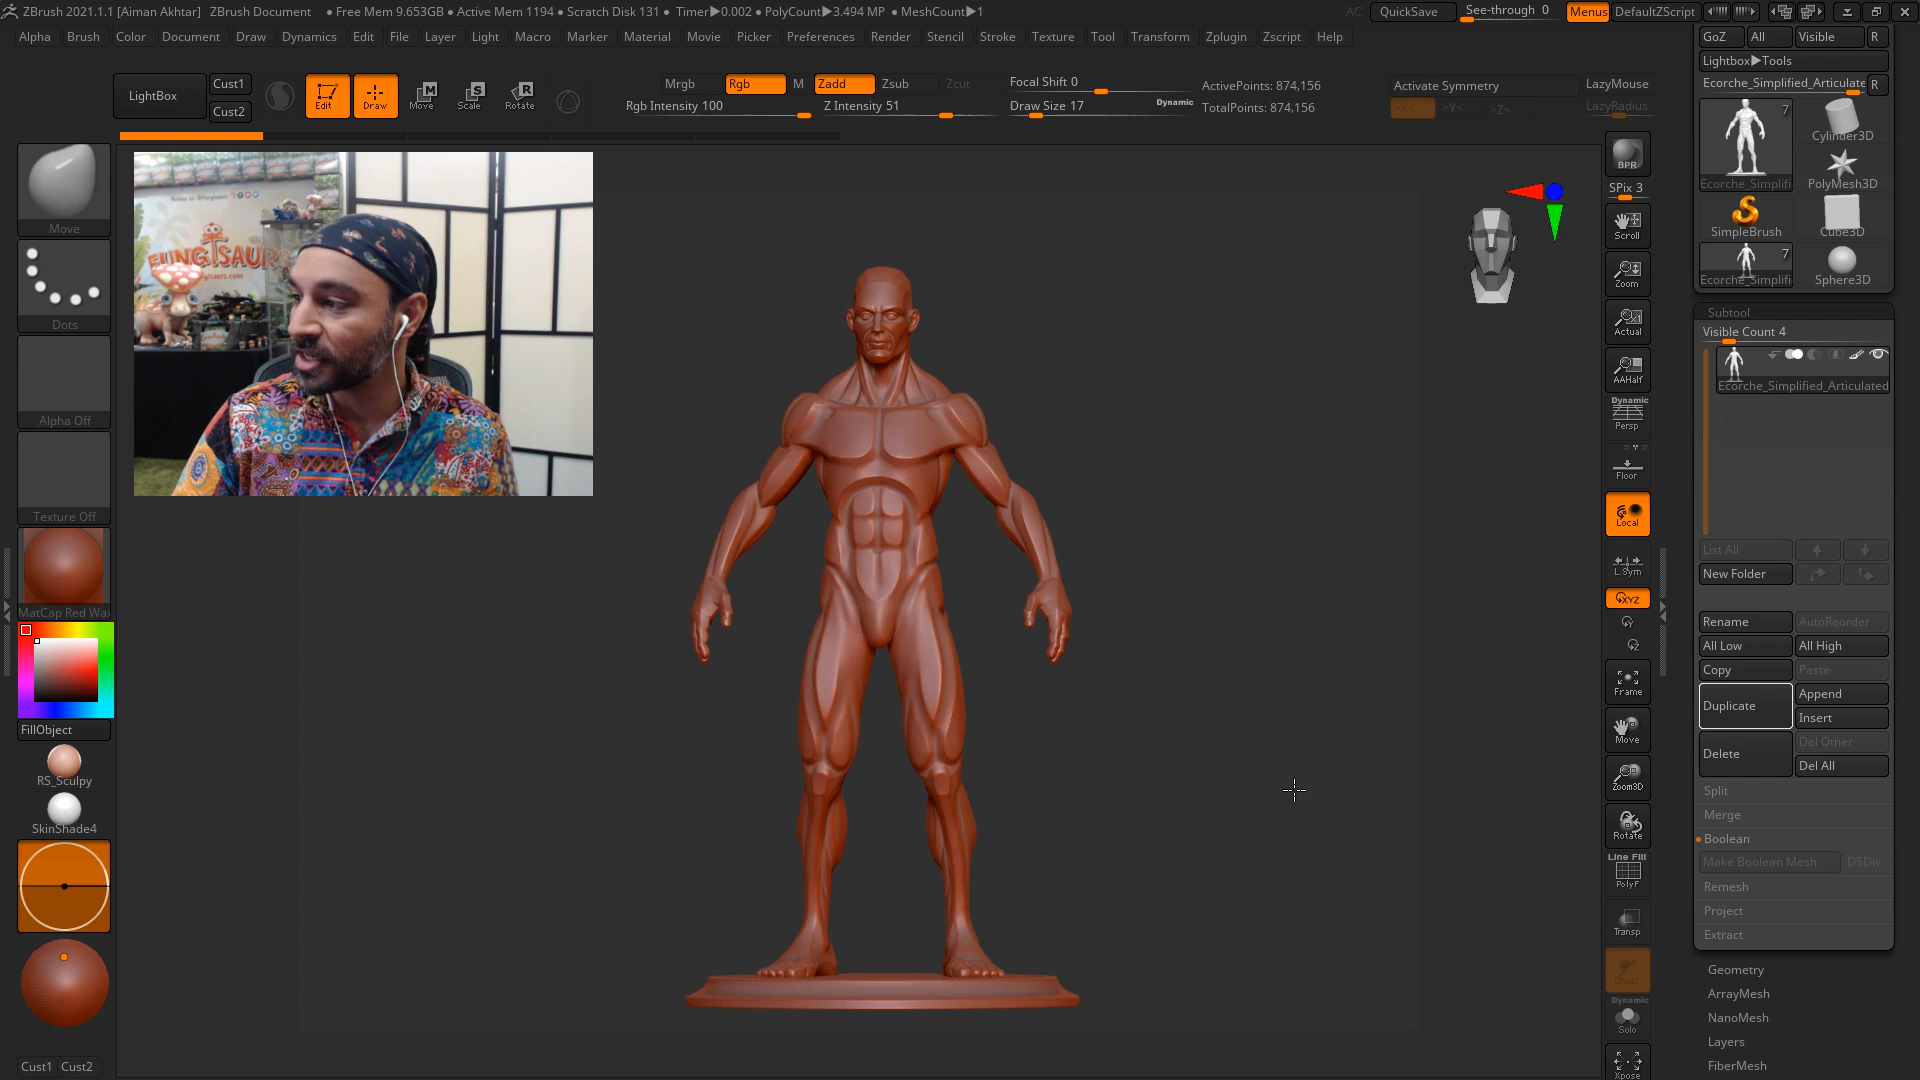 ZBrush 2021.1.1 [Aiman Akhtar] ZBrush Document ● Free Mem 9.653GB ● Active Mem 1194 ● Scratch Disk 131 ● Timer▶0.002 ● PolyCount▶3.494 MP ● MeshCount▶1 AC QuickSave See-through 0 Menus DefaultZScript
Alpha Brush Color Document Draw Dynamics Edit File Layer Light Macro Marker Material Movie Picker Preferences Render Stencil Stroke Texture Tool Transform Zplugin Zscript Help
GoZ All Visible R
Lightbox▶Tools
Ecorche_Simplified_Articulate R
LightBox
Cust1
Cust2
Edit
Draw
Move
Scale
Rotate
Mrgb Rgb M Zadd Zsub Zcut
Rgb Intensity 100 Z Intensity 51
Focal Shift 0
Draw Size 17 Dynamic
ActivePoints: 874,156
TotalPoints: 874,156
Activate Symmetry
>X< >Y< >Z<
LazyMouse
LazyRadius
Move
Dots
Alpha Off
Texture Off
MatCap Red Wax
FillObject
RS_Sculpy
SkinShade4
Cust1 Cust2
FUNGISAURS
BPR
SPix 3
Scroll
Zoom
Actual
AAHalf
Dynamic
Persp
Floor
Local
L.Sym
XYZ
Frame
Move
Zoom3D
Rotate
Line Fill
PolyF
Transp
Ghost
Dynamic
Solo
Xpose
7
Ecorche_Simplifi
Cylinder3D
PolyMesh3D
SimpleBrush
Cube3D
7
Ecorche_Simplifi
Sphere3D
Subtool
Visible Count 4
Ecorche_Simplified_Articulated
List All
New Folder
Rename AutoReorder
All Low All High
Copy Paste
Duplicate Append
Insert
Delete Del Other
Del All
Split
Merge
Boolean
Make Boolean Mesh DSDiv
Remesh
Project
Extract
Geometry
ArrayMesh
NanoMesh
Layers
FiberMesh